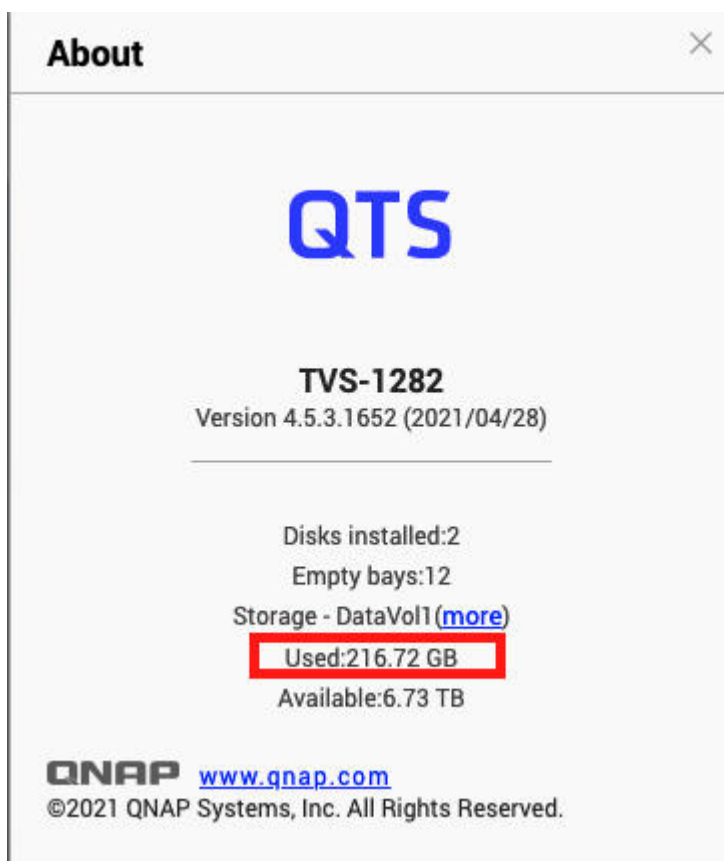 About
QTS
TVS-1282
Version 4.5.3.1652 (2021/04/28)
Disks installed:2
Empty bays:12
Storage - DataVol1(more)
Used:216.72 GB
Available:6.73 TB
QNAP www.qnap.com
©2021 QNAP Systems, Inc. All Rights Reserved.